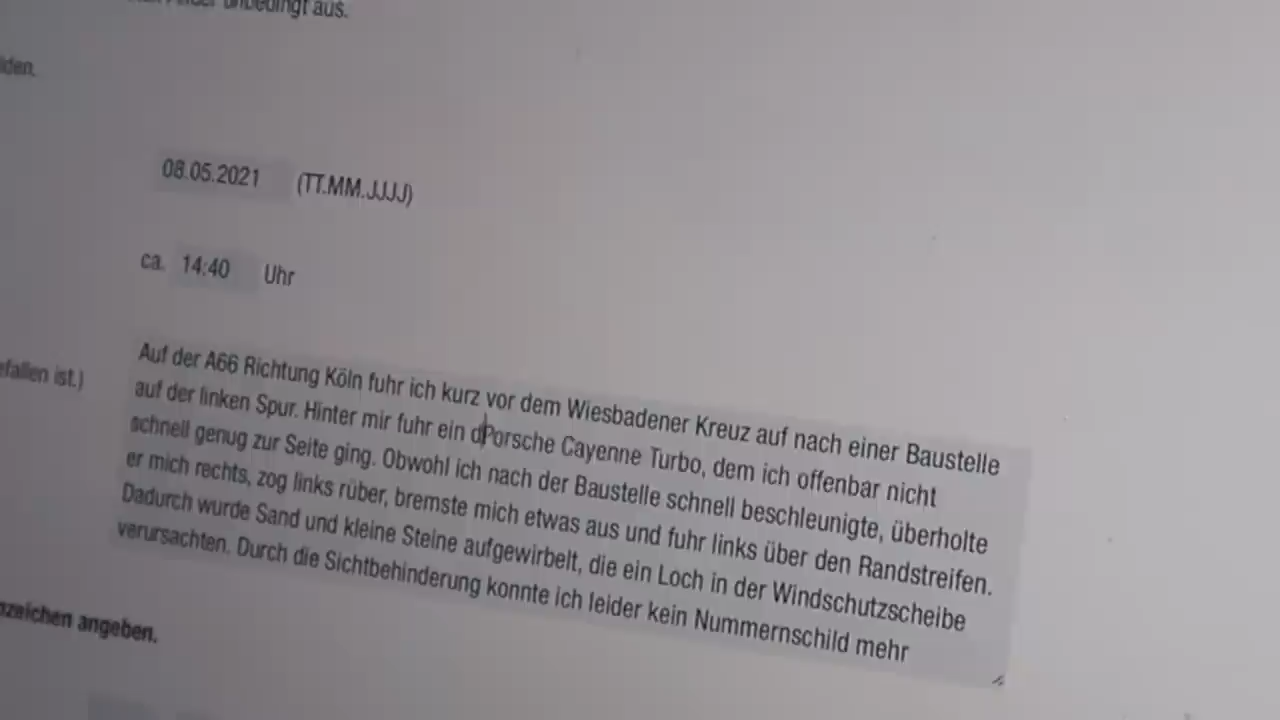 unbedingt aus.
lden.
08.05.2021 (TT.MM.JJJJ)
ca. 14:40 Uhr
efallen ist.)
Auf der A66 Richtung Köln fuhr ich kurz vor dem Wiesbadener Kreuz auf nach einer Baustelle
auf der linken Spur. Hinter mir fuhr ein dPorsche Cayenne Turbo, dem ich offenbar nicht
schnell genug zur Seite ging. Obwohl ich nach der Baustelle schnell beschleunigte, überholte
er mich rechts, zog links rüber, bremste mich etwas aus und fuhr links über den Randstreifen.
Dadurch wurde Sand und kleine Steine aufgewirbelt, die ein Loch in der Windschutzscheibe
verursachten. Durch die Sichtbehinderung konnte ich leider kein Nummernschild mehr
nzeichen angeben.